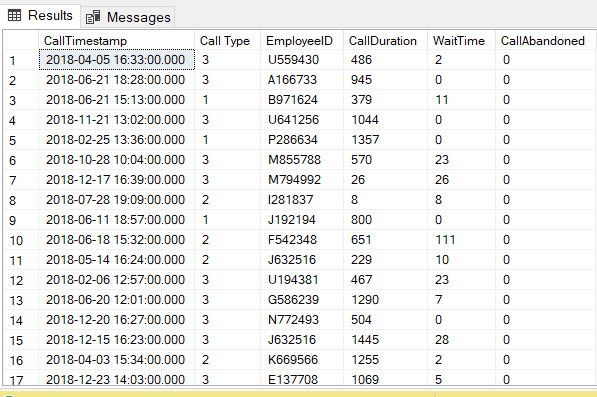 Results Messages
CallTimestamp Call Type EmployeeID CallDuration WaitTime CallAbandoned
1 2018-04-05 16:33:00.000 3 U559430 486 2 0
2 2018-06-21 18:28:00.000 3 A166733 945 0 0
3 2018-06-21 15:13:00.000 1 B971624 379 11 0
4 2018-11-21 13:02:00.000 3 U641256 1044 0 0
5 2018-02-25 13:36:00.000 1 P286634 1357 0 0
6 2018-10-28 10:04:00.000 3 M855788 570 23 0
7 2018-12-17 16:39:00.000 3 M794992 26 26 0
8 2018-07-28 19:09:00.000 2 I281837 8 8 0
9 2018-06-11 18:57:00.000 1 J192194 800 0 0
10 2018-06-18 15:32:00.000 2 F542348 651 111 0
11 2018-05-14 16:24:00.000 2 J632516 229 10 0
12 2018-02-06 12:57:00.000 3 U194381 467 23 0
13 2018-06-20 12:01:00.000 3 G586239 1290 7 0
14 2018-12-20 16:27:00.000 3 N772493 504 0 0
15 2018-12-15 16:23:00.000 3 J632516 1445 28 0
16 2018-04-03 15:34:00.000 2 K669566 1255 2 0
17 2018-12-23 14:03:00.000 3 E137708 1069 5 0